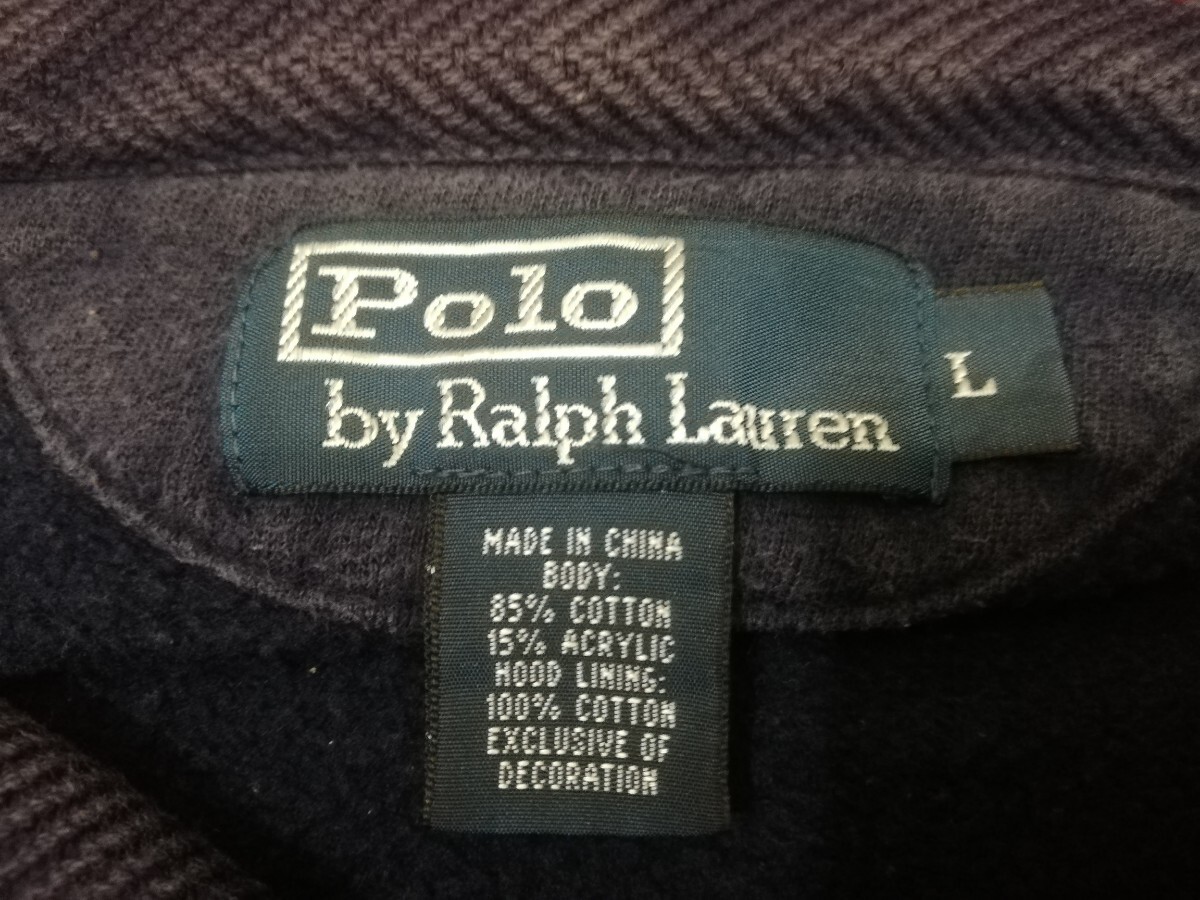 Polo
by Ralph Lauren
L
MADE IN CHINA
BODY:
85% COTTON
15% ACRYLIC
HOOD LINING:
100% COTTON
EXCLUSIVE OF
DECORATION